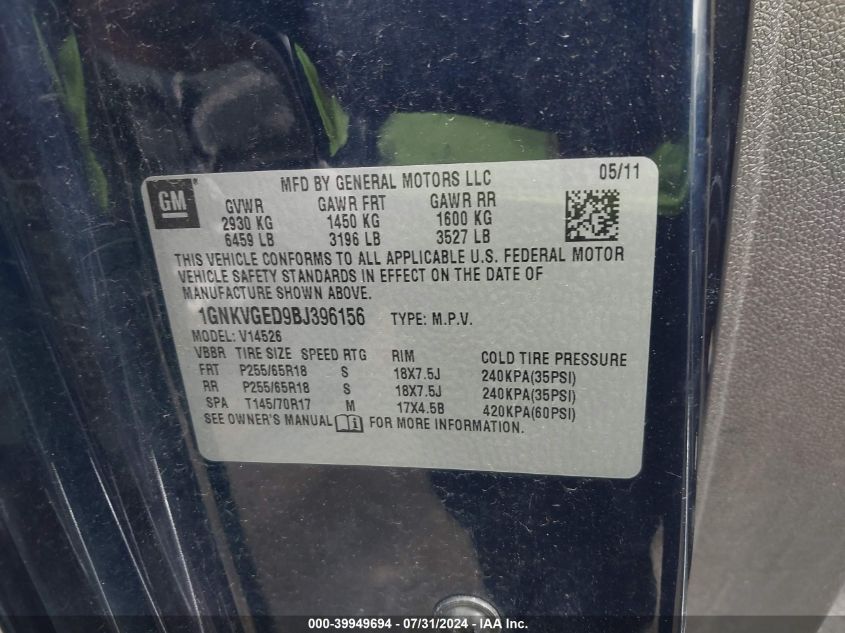 GM
MFD BY GENERAL MOTORS LLC 05/11
GVWR GAWR FRT GAWR RR
2930 KG 1450 KG 1600 KG
6459 LB 3196 LB 3527 LB
THIS VEHICLE CONFORMS TO ALL APPLICABLE U.S. FEDERAL MOTOR
VEHICLE SAFETY STANDARDS IN EFFECT ON THE DATE OF
MANUFACTURE SHOWN ABOVE.
1GNKVGED9BJ396156 TYPE: M.P.V.
MODEL: V14526
VBBR TIRE SIZE SPEED RTG RIM COLD TIRE PRESSURE
FRT P255/65R18 S 18X7.5J 240KPA(35PSI)
RR P255/65R18 S 18X7.5J 240KPA(35PSI)
SPA T145/70R17 M 17X4.5B 420KPA(60PSI)
SEE OWNER'S MANUAL FOR MORE INFORMATION.
000-39949694 - 07/31/2024 - IAA Inc.